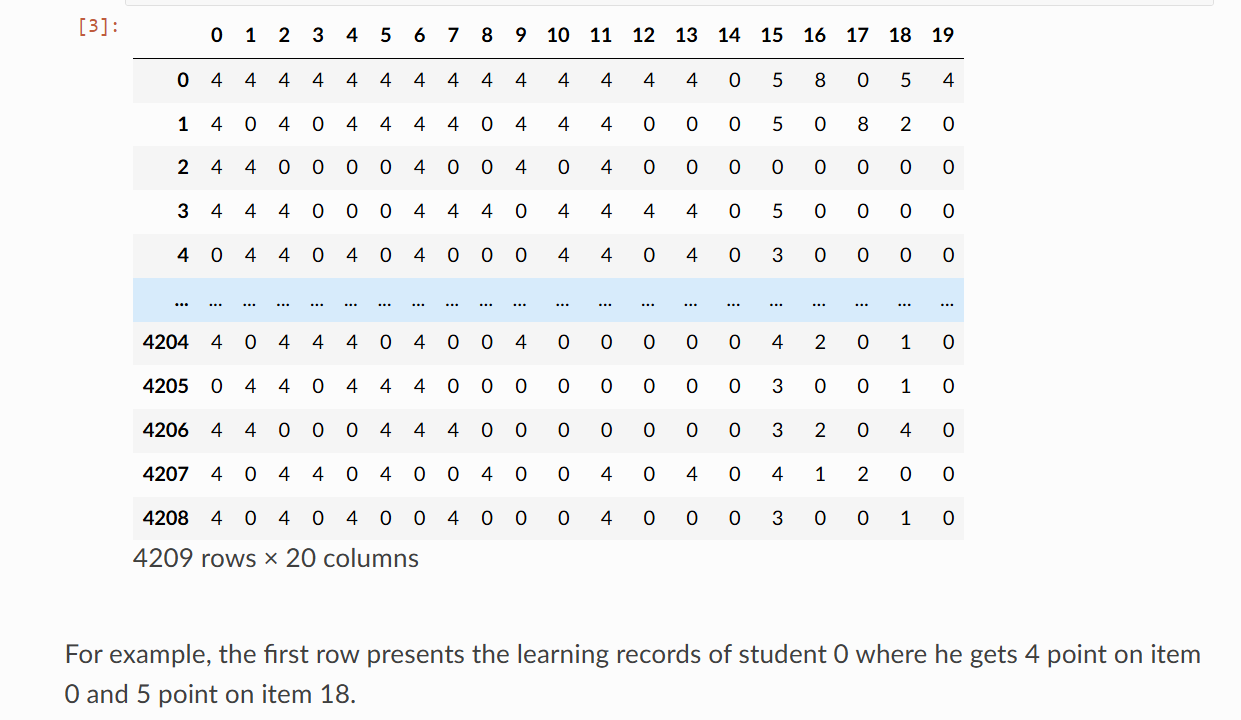 [3]:
0 1 2 3 4 5 6 7 8 9 10 11 12 13 14 15 16 17 18 19
0 4 4 4 4 4 4 4 4 4 4 4 4 4 4 0 5 8 0 5 4
1 4 0 4 0 4 4 4 4 0 4 4 4 0 0 0 5 0 8 2 0
2 4 4 0 0 0 0 4 0 0 4 0 4 0 0 0 0 0 0 0 0
3 4 4 4 0 0 0 4 4 4 0 4 4 4 4 0 5 0 0 0 0
4 0 4 4 0 4 0 4 0 0 0 4 4 0 4 0 3 0 0 0 0
... ... ... ... ... ... ... ... ... ... ... ... ... ... ... ... ... ... ... ... ...
4204 4 0 4 4 4 0 4 0 0 4 0 0 0 0 0 4 2 0 1 0
4205 0 4 4 0 4 4 4 0 0 0 0 0 0 0 0 3 0 0 1 0
4206 4 4 0 0 0 4 4 4 0 0 0 0 0 0 0 3 2 0 4 0
4207 4 0 4 4 0 4 0 0 4 0 0 4 0 4 0 4 1 2 0 0
4208 4 0 4 0 4 0 0 4 0 0 0 4 0 0 0 3 0 0 1 0
4209 rows × 20 columns
For example, the first row presents the learning records of student 0 where he gets 4 point on item
0 and 5 point on item 18.